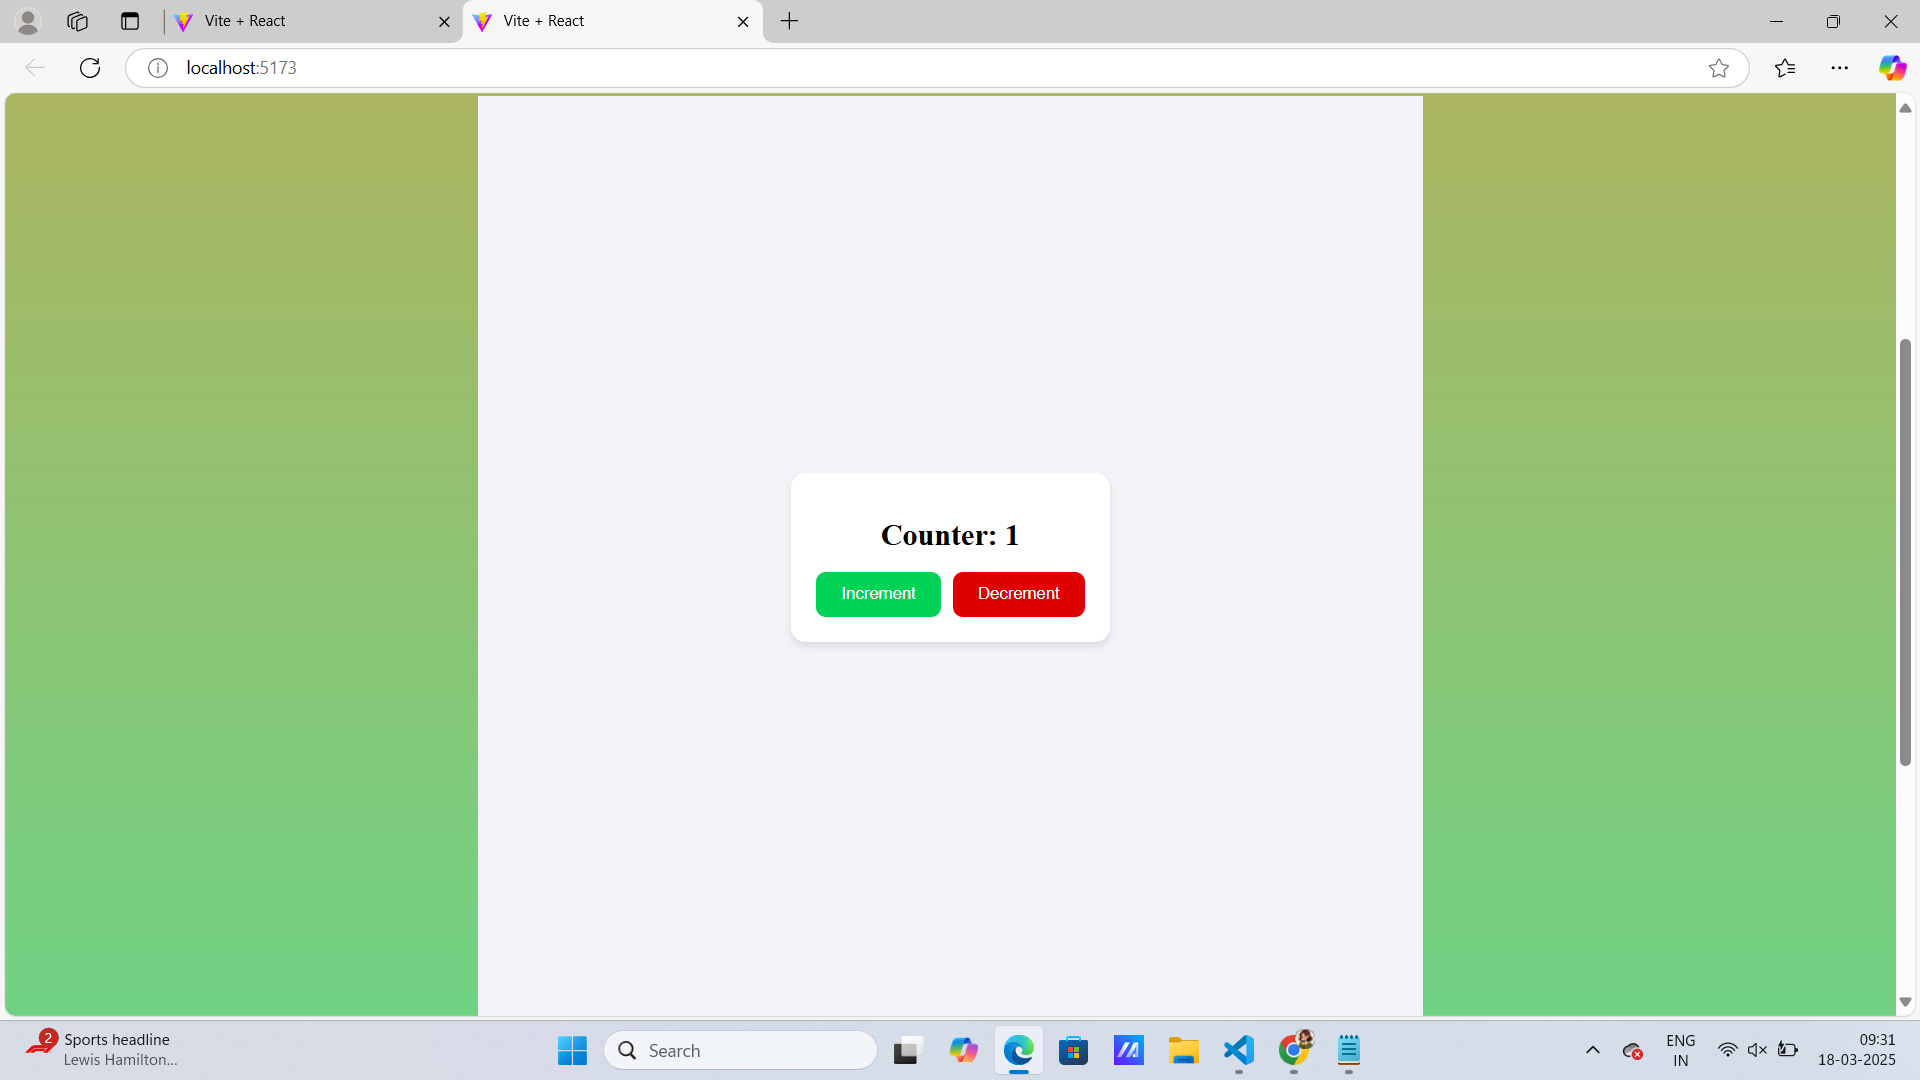 Vite + React
Vite + React
localhost:5173
Counter: 1
Increment
Decrement
2
Sports headline
Lewis Hamilton...
Search
ENG
IN
09:31
18-03-2025